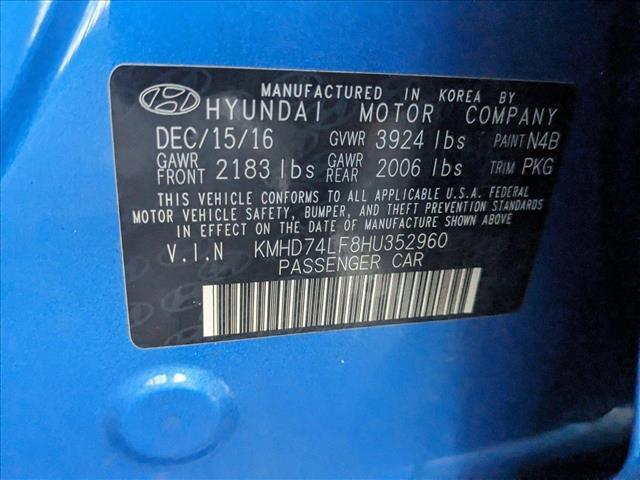 MANUFACTURED IN KOREA BY
HYUNDAI MOTOR COMPANY
DEC/15/16 GVWR 3924 lbs PAINT N4B
GAWR FRONT 2183 lbs GAWR REAR 2006 lbs TRIM PKG
THIS VEHICLE CONFORMS TO ALL APPLICABLE U.S.A. FEDERAL
MOTOR VEHICLE SAFETY, BUMPER, AND THEFT PREVENTION STANDARDS
IN EFFECT ON THE DATE OF MANUFACTURE SHOWN ABOVE.
V.I.N KMHD74LF8HU352960
PASSENGER CAR